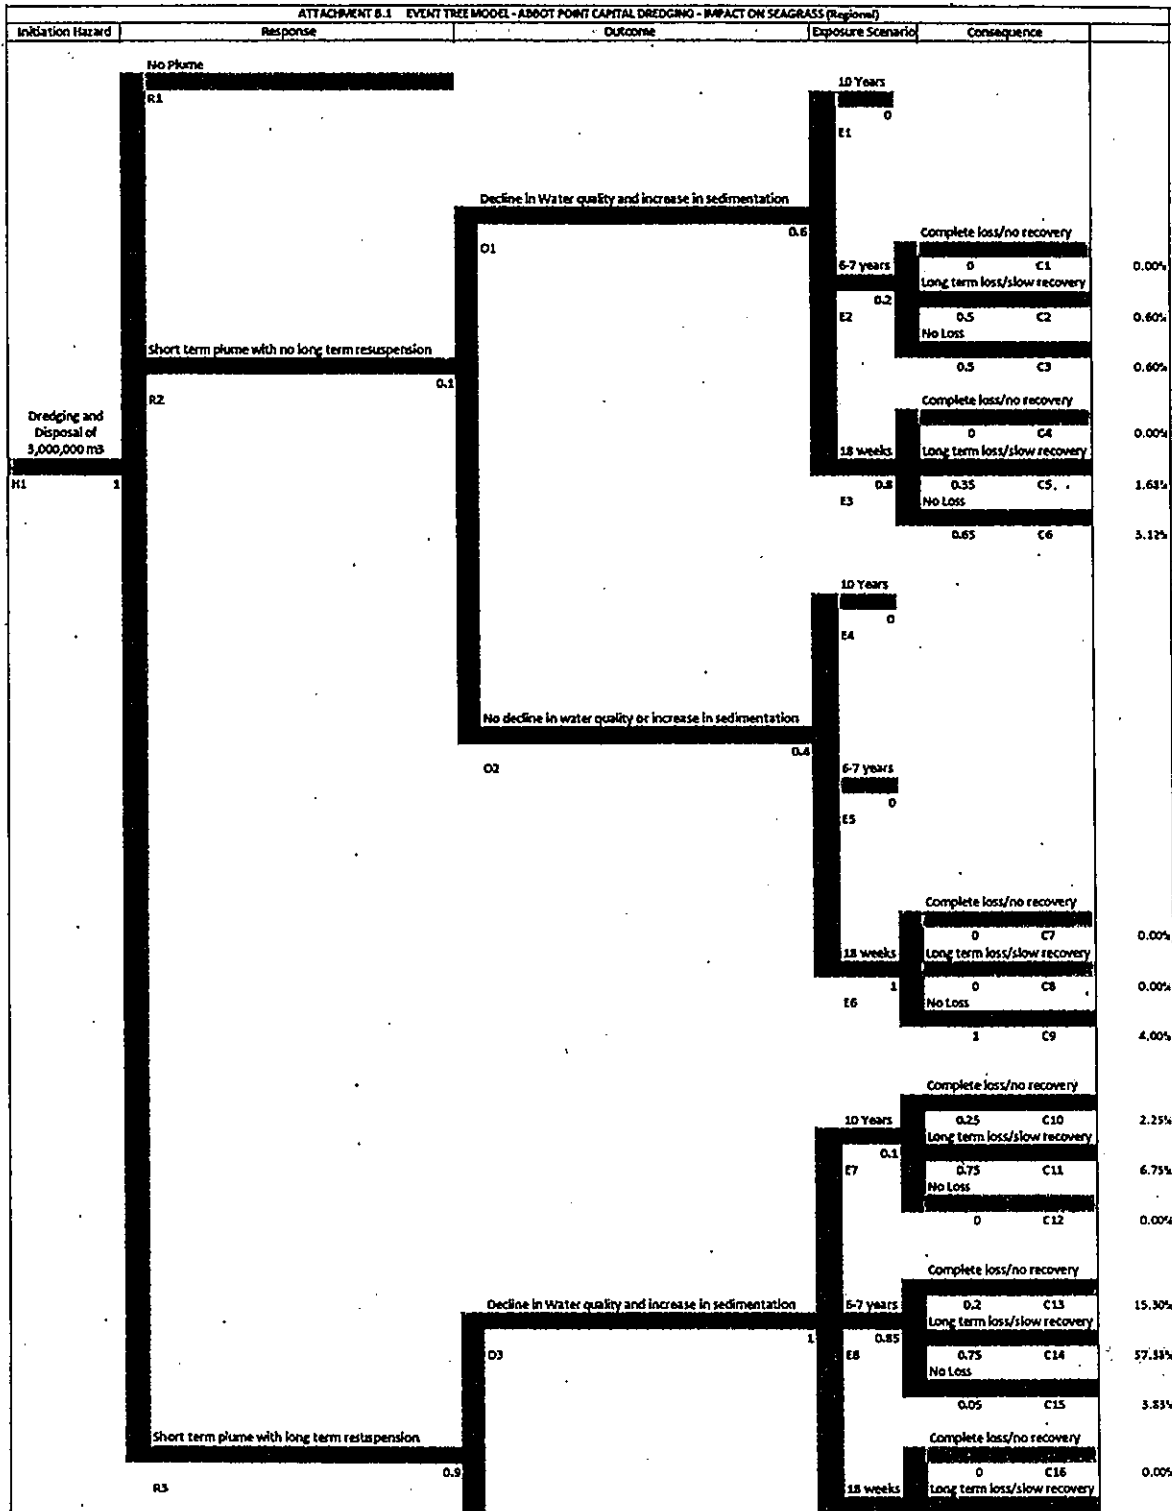 ATTACHMENT B.1 EVENT TREE MODEL - ABBOT POINT CAPITAL DREDGING - IMPACT ON SEAGRASS (Regional)
Initiation Hazard Response Outcome Exposure Scenario Consequence
No Plume
R1
10 Years
0
E1
Decline in Water quality and increase in sedimentation
0.6
O1
Complete loss/no recovery
0 C1 0.00%
6-7 years
0.2
E2
Long term loss/slow recovery
0.5 C2 0.60%
No Loss
0.5 C3 0.60%
Short term plume with no long term resuspension
0.1
R2
Complete loss/no recovery
0 C4 0.00%
18 weeks
0.8
E3
Long term loss/slow recovery
0.35 C5
No Loss
0.65 C6 3.12%
Dredging and
Disposal of
3,000,000 m3
H1 1
10 Years
0
E4
No decline in water quality or increase in sedimentation
0.4
O2
6-7 years
0
E5
Complete loss/no recovery
0 C7 0.00%
18 weeks
1
E6
Long term loss/slow recovery
0 C8 0.00%
No Loss
1 C9 4.00%
Complete loss/no recovery
0.25 C10 2.25%
10 Years
0.1
E7
Long term loss/slow recovery
0.75 C11 6.75%
No Loss
0 C12 0.00%
Complete loss/no recovery
0.2 C13 15.30%
Decline in Water quality and increase in sedimentation
1
O3
6-7 years
0.85
E8
Long term loss/slow recovery
0.75 C14
No Loss
0.05 C15 3.83%
Short term plume with long term resuspension
0.9
R3
Complete loss/no recovery
0 C16 0.00%
18 weeks
Long term loss/slow recovery